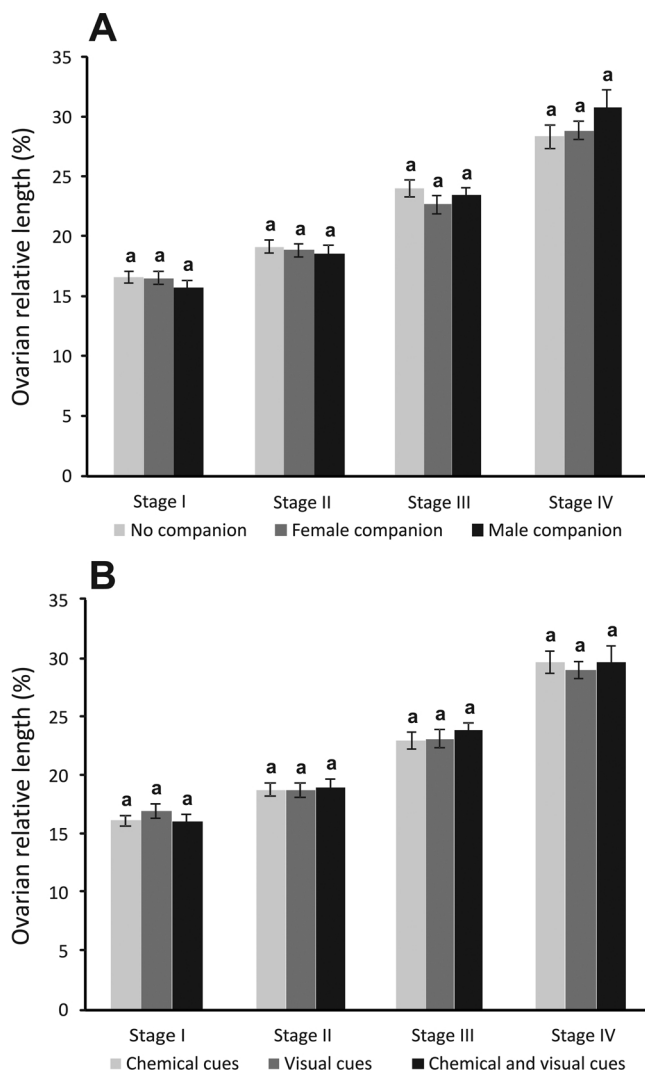 A
Ovarian relative length (%)
35
30
25
20
15
10
5
0
a a a
a a a
a a a
a a a
Stage I Stage II Stage III Stage IV
No companion Female companion Male companion
B
Ovarian relative length (%)
35
30
25
20
15
10
5
0
a a a
a a a
a a a
a a a
Stage I Stage II Stage III Stage IV
Chemical cues Visual cues Chemical and visual cues